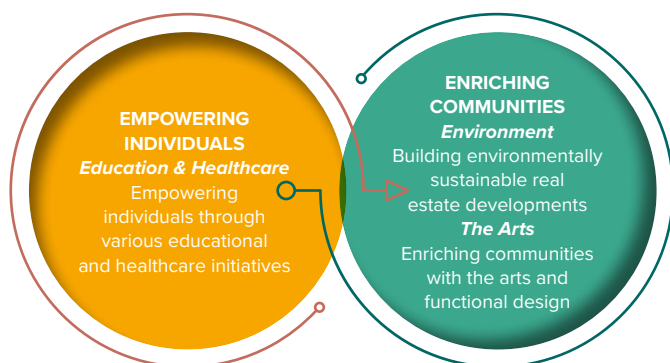 EMPOWERING
INDIVIDUALS
Education & Healthcare
Empowering
individuals through
various educational
and healthcare initiatives
ENRICHING
COMMUNITIES
Environment
Building environmentally
sustainable real
estate developments
The Arts
Enriching communities
with the arts and
functional design